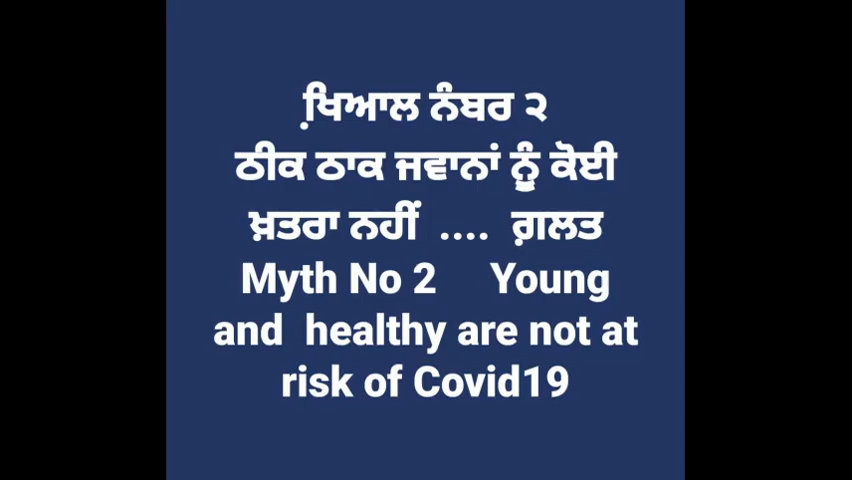 ਖ਼ਿਆਲ ਨੰਬਰ ੨
ਠੀਕ ਠਾਕ ਜਵਾਨਾਂ ਨੂੰ ਕੋਈ
ਖ਼ਤਰਾ ਨਹੀਂ .... ਗ਼ਲਤ
Myth No 2 Young
and healthy are not at
risk of Covid19